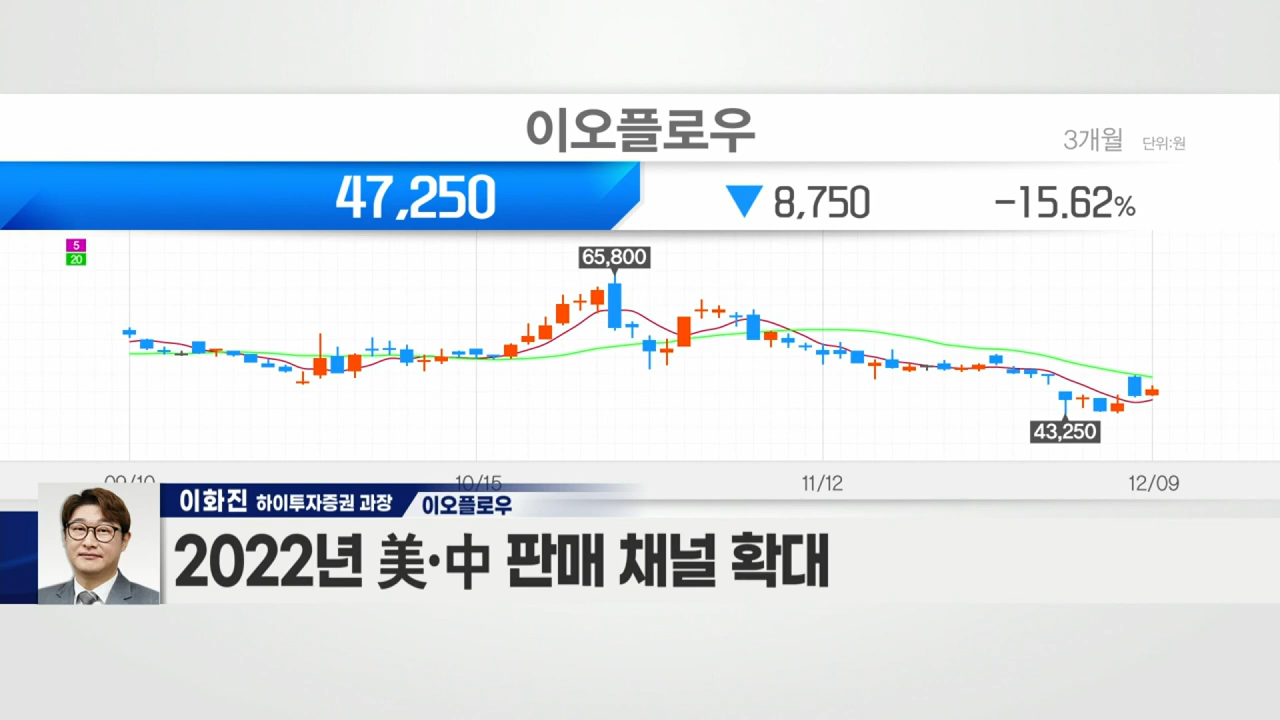 이오플로우
3개월 단위:원
47,250 ▼ 8,750 -15.62%
5
20
65,800
43,250
09/10 10/15 11/12 12/09
이화진 하이투자증권 과장 이오플로우
2022년 美·中 판매 채널 확대